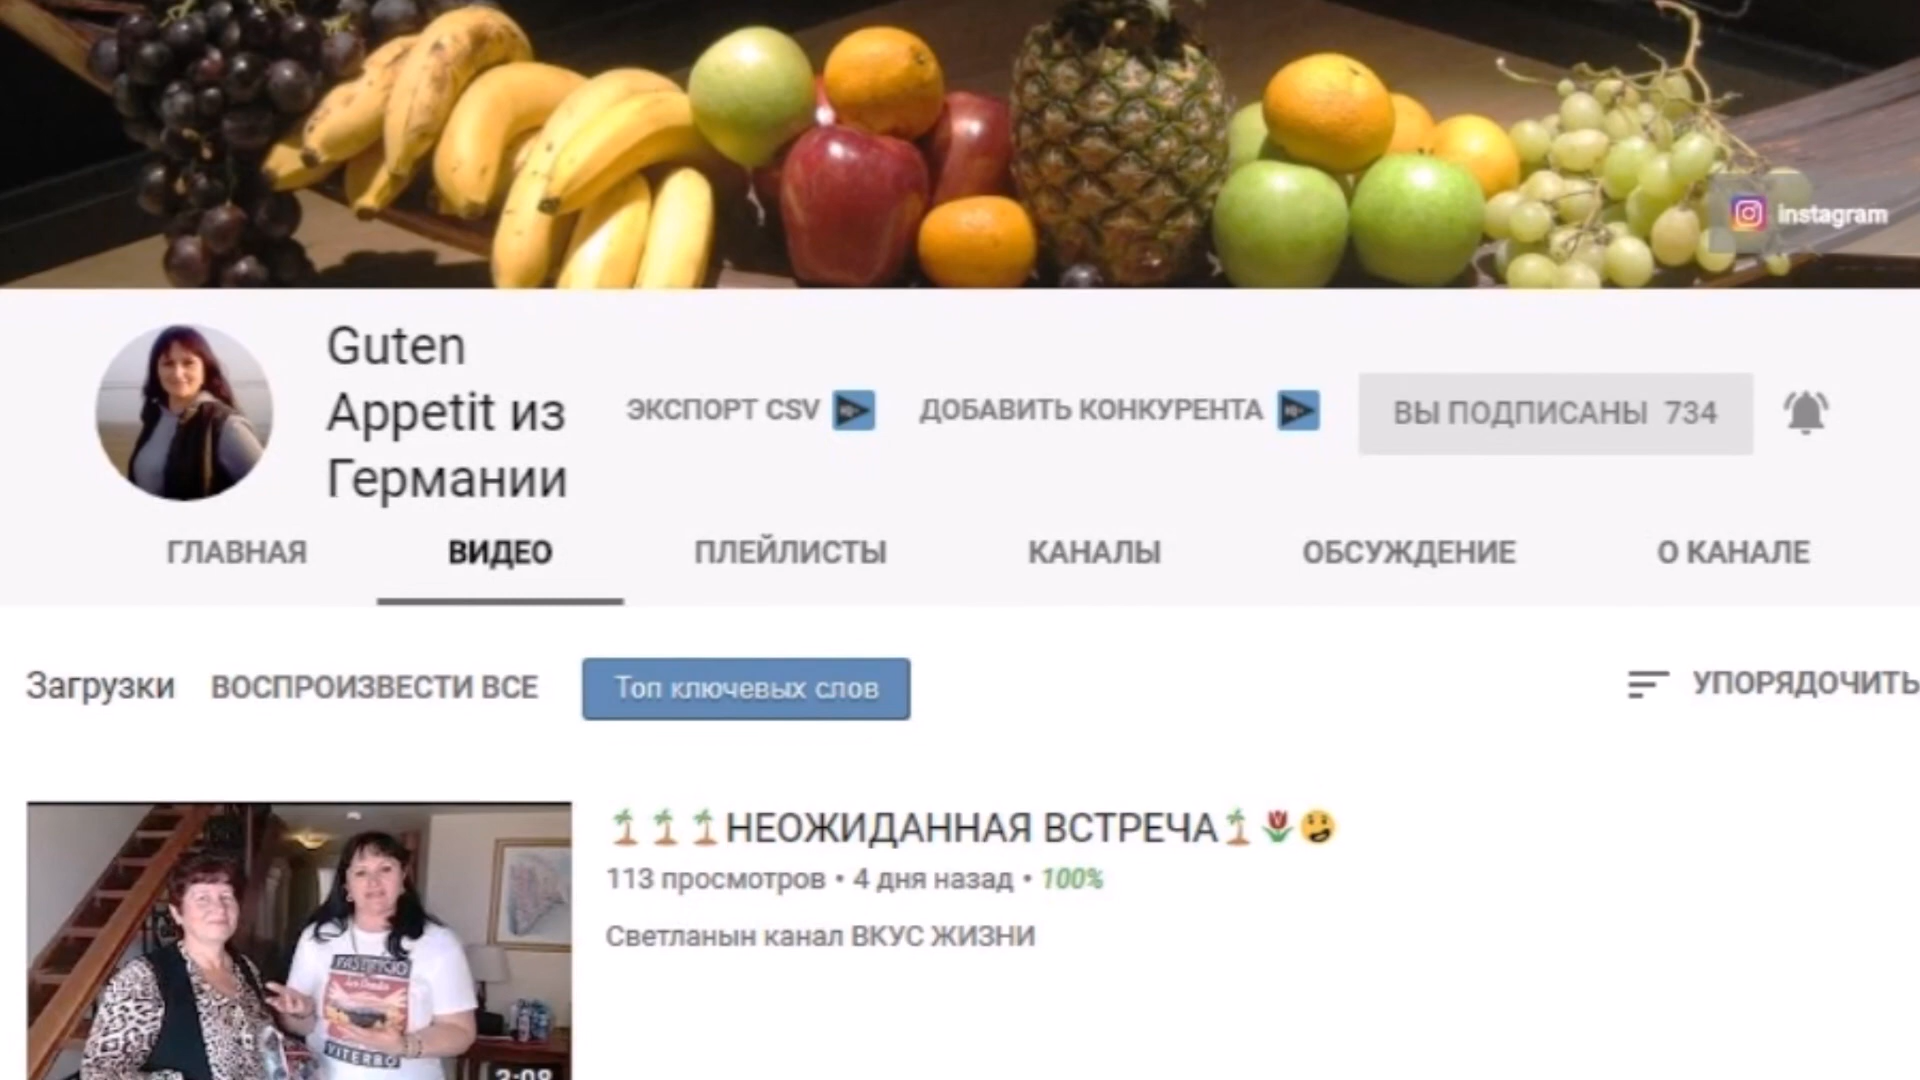 instagram
Guten
Appetit из
Германии
ЭКСПОРТ CSV
ДОБАВИТЬ КОНКУРЕНТА
ВЫ ПОДПИСАНЫ 734
ГЛАВНАЯ
ВИДЕО
ПЛЕЙЛИСТЫ
КАНАЛЫ
ОБСУЖДЕНИЕ
О КАНАЛЕ
Загрузки
ВОСПРОИЗВЕСТИ ВСЕ
Топ ключевых слов
УПОРЯДОЧИТЬ
НЕОЖИДАННАЯ ВСТРЕЧА
113 просмотров • 4 дня назад • 100%
Светланын канал ВКУС ЖИЗНИ
PASTIFICIO
VITERBO